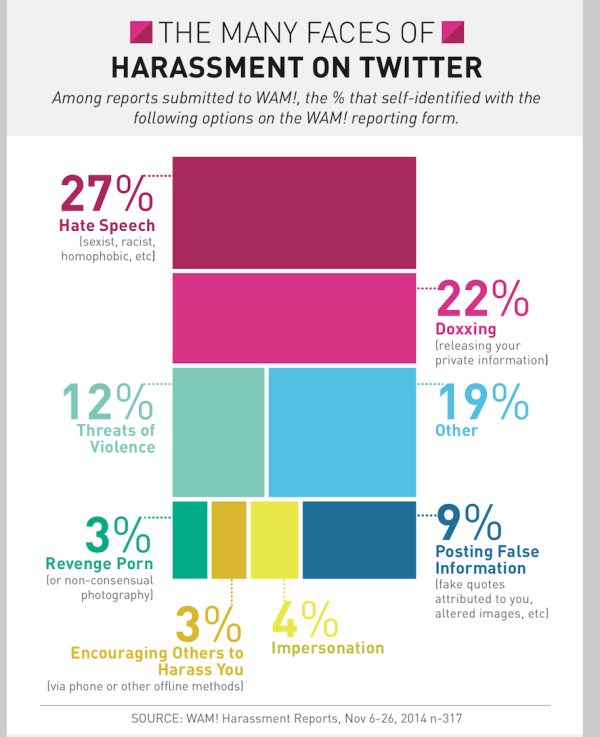 THE MANY FACES OF
HARASSMENT ON TWITTER
Among reports submitted to WAM!, the % that self-identified with the
following options on the WAM! reporting form.
27%
Hate Speech
(sexist, racist,
homophobic, etc)
22%
Doxxing
(releasing your
private information)
12%
Threats of
Violence
19%
Other
3%
Revenge Porn
(or non-consensual
photography)
9%
Posting False
Information
(fake quotes
attributed to you,
altered images, etc)
3%
Encouraging Others to
Harass You
(via phone or other offline methods)
4%
Impersonation
SOURCE: WAM! Harassment Reports, Nov 6-26, 2014 n-317